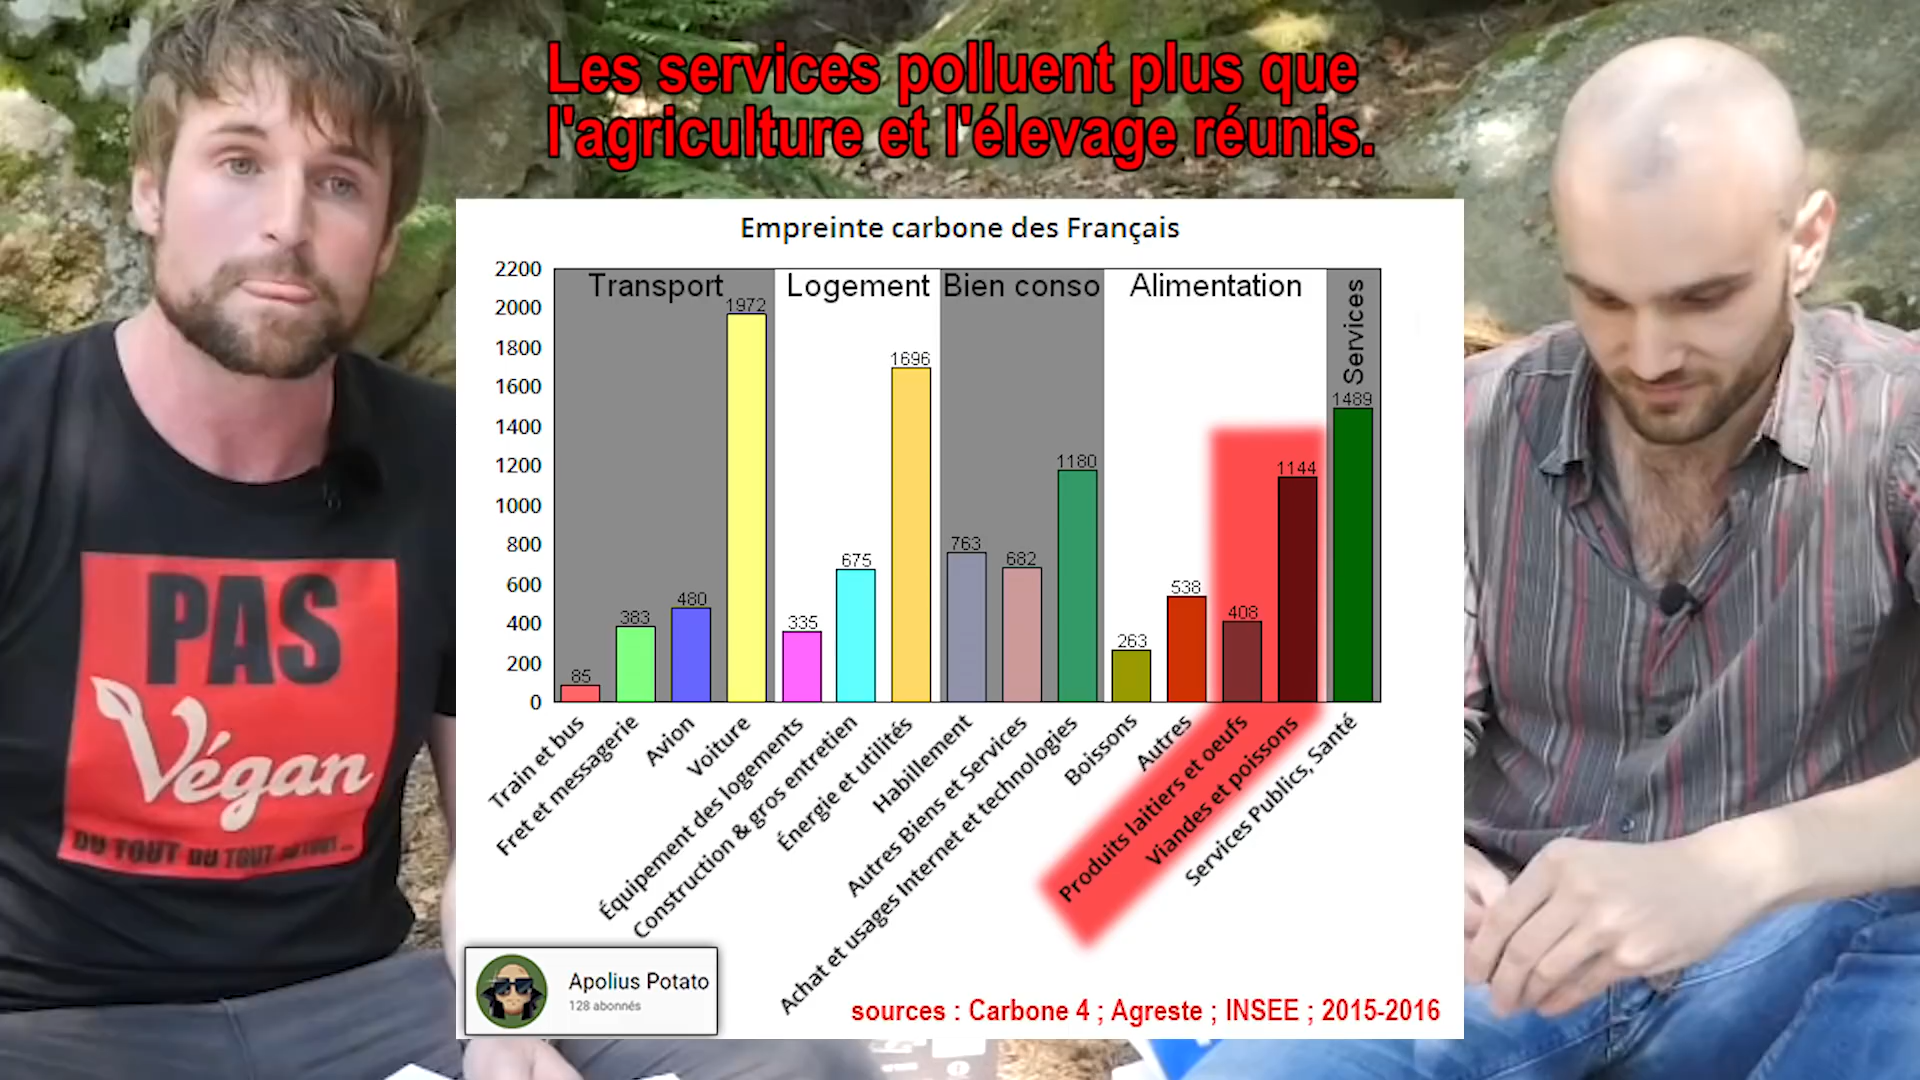 Les services polluent plus que
l'agriculture et l'élevage réunis.
Empreinte carbone des Français
2200
2000
1800
1600
1400
1200
1000
800
600
400
200
0
Transport
Logement
Bien conso
Alimentation
Services
85
383
480
1972
335
675
1696
763
682
1180
263
538
408
1144
1489
Train et bus
Fret et messagerie
Avion
Voiture
Équipement des logements
Construction & gros entretien
Énergie et utilités
Habillement
Autres Biens et Services
Achat et usages Internet et technologies
Boissons
Autres
Produits laitiers et oeufs
Viandes et poissons
Services Publics, Santé
Apolius Potato
128 abonnés
sources : Carbone 4 ; Agreste ; INSEE ; 2015-2016
PAS
Végan
DU TOUT DU TOUT